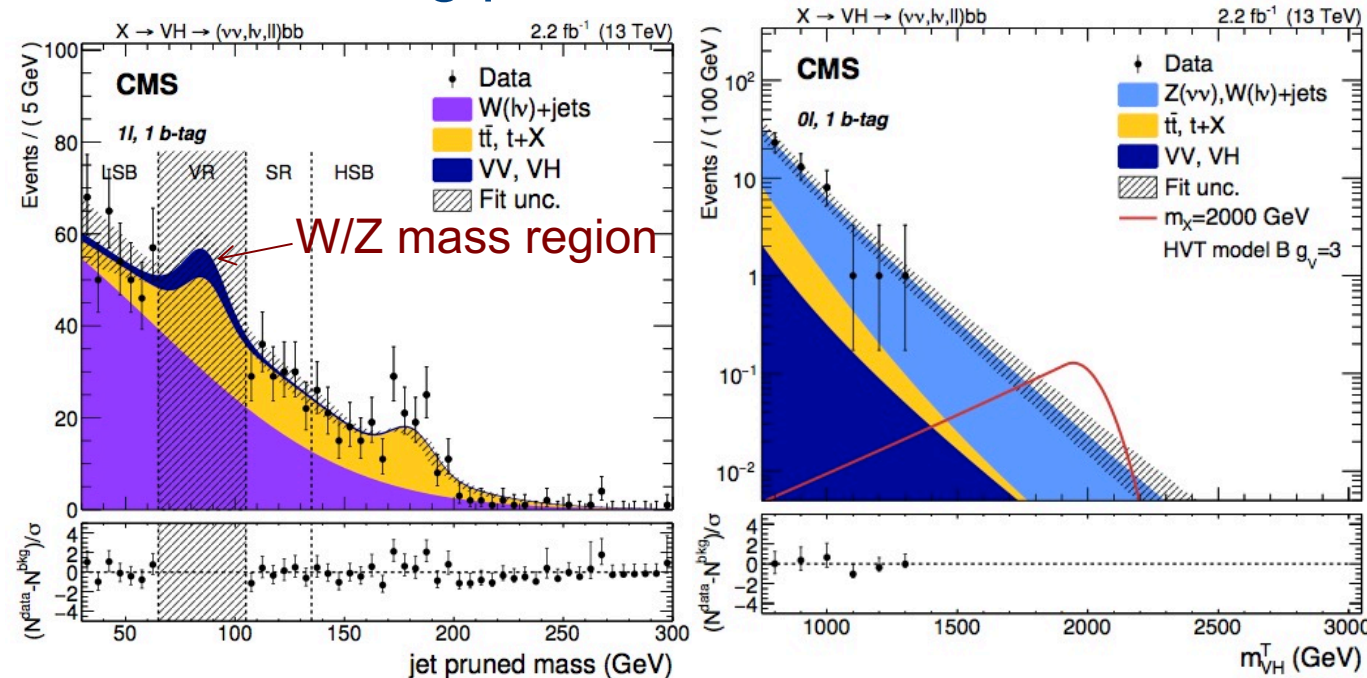 X → VH → (νν,lν,ll)bb 2.2 fb⁻¹ (13 TeV)
Events / ( 5 GeV )
100
80
60
40
20
0
CMS
1l, 1 b-tag
LSB VR SR HSB
Data
W(lν)+jets
tt̄, t+X
VV, VH
Fit unc.
W/Z mass region
(N^data-N^bkg)/σ
4
2
0
−2
−4
50 100 150 200 250 300
jet pruned mass (GeV)
X → VH → (νν,lν,ll)bb 2.2 fb⁻¹ (13 TeV)
Events / ( 100 GeV )
10²
10
1
10⁻¹
10⁻²
CMS
0l, 1 b-tag
Data
Z(νν),W(lν)+jets
tt̄, t+X
VV, VH
Fit unc.
m_X=2000 GeV
HVT model B g_V=3
(N^data-N^bkg)/σ
4
2
0
−2
−4
1000 1500 2000 2500 3000
m^T_VH (GeV)